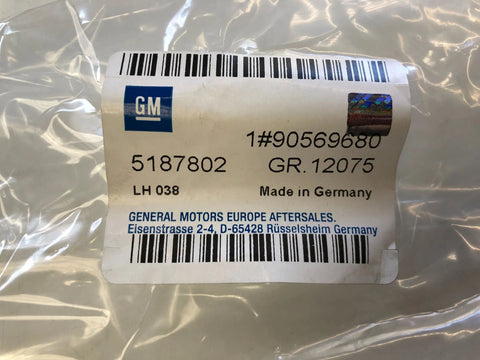 GM
1#90569680
5187802 GR.12075
LH 038 Made in Germany
GENERAL MOTORS EUROPE AFTERSALES.
Eisenstrasse 2-4, D-65428 Rüsselsheim Germany